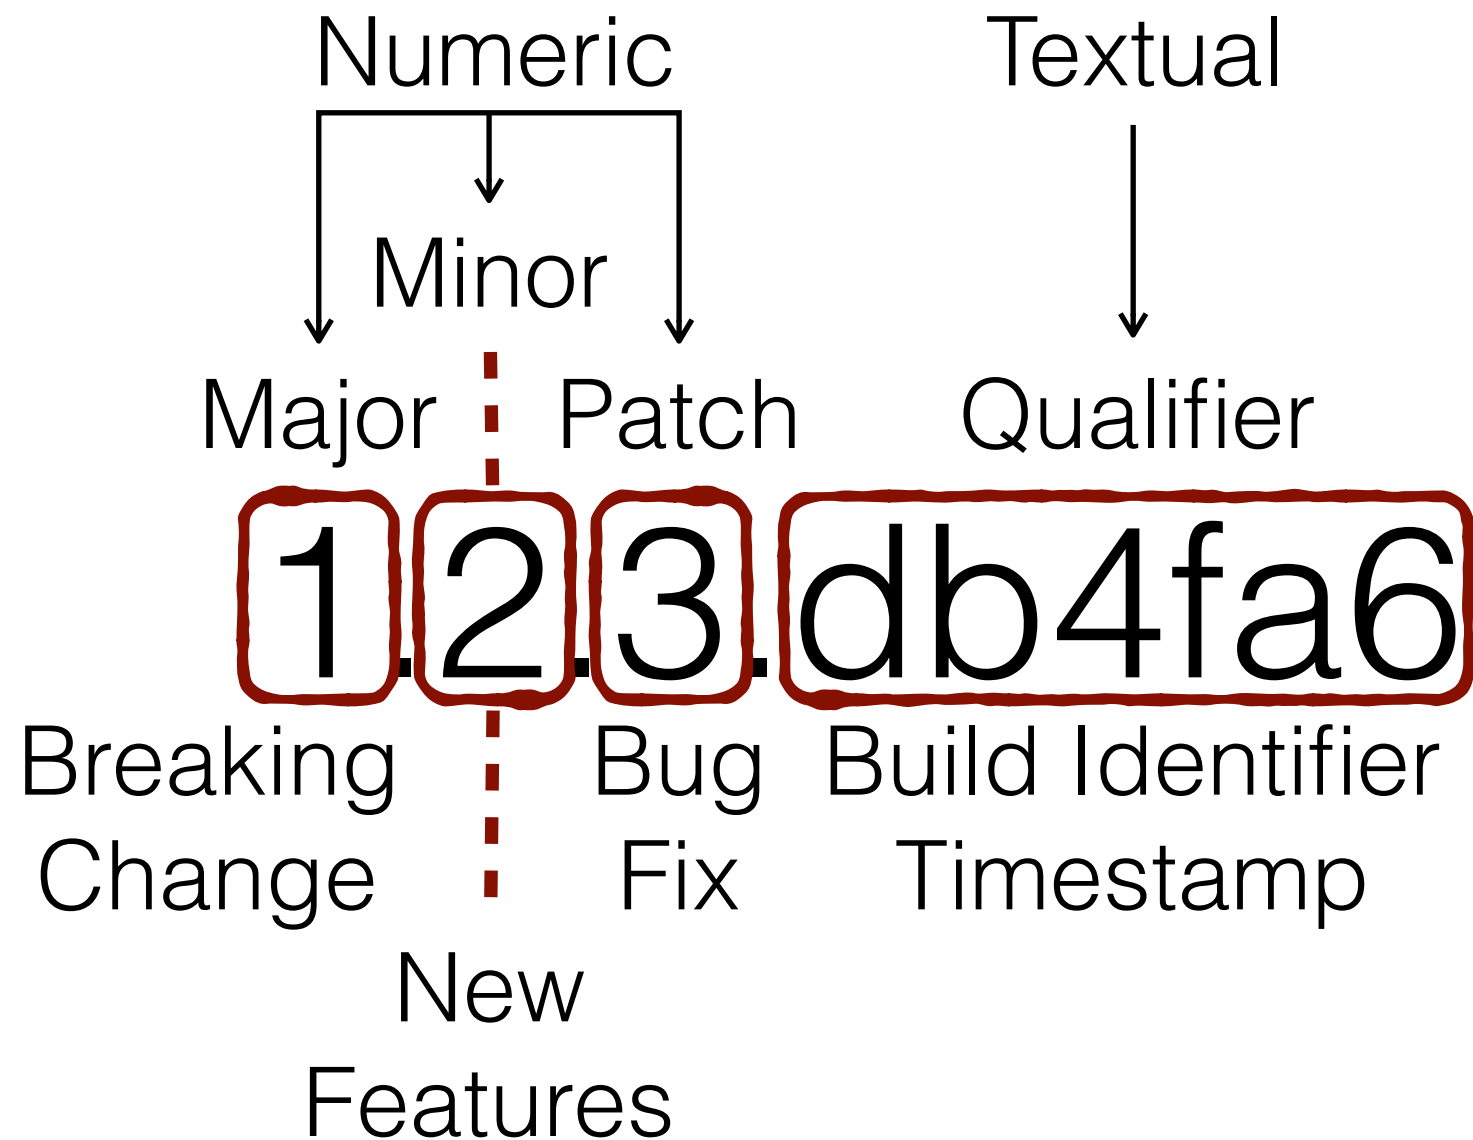 Numeric Textual
Minor
Major Patch Qualifier
1.2.3.db4fa6
Breaking Bug Build Identifier
Change Fix Timestamp
New
Features